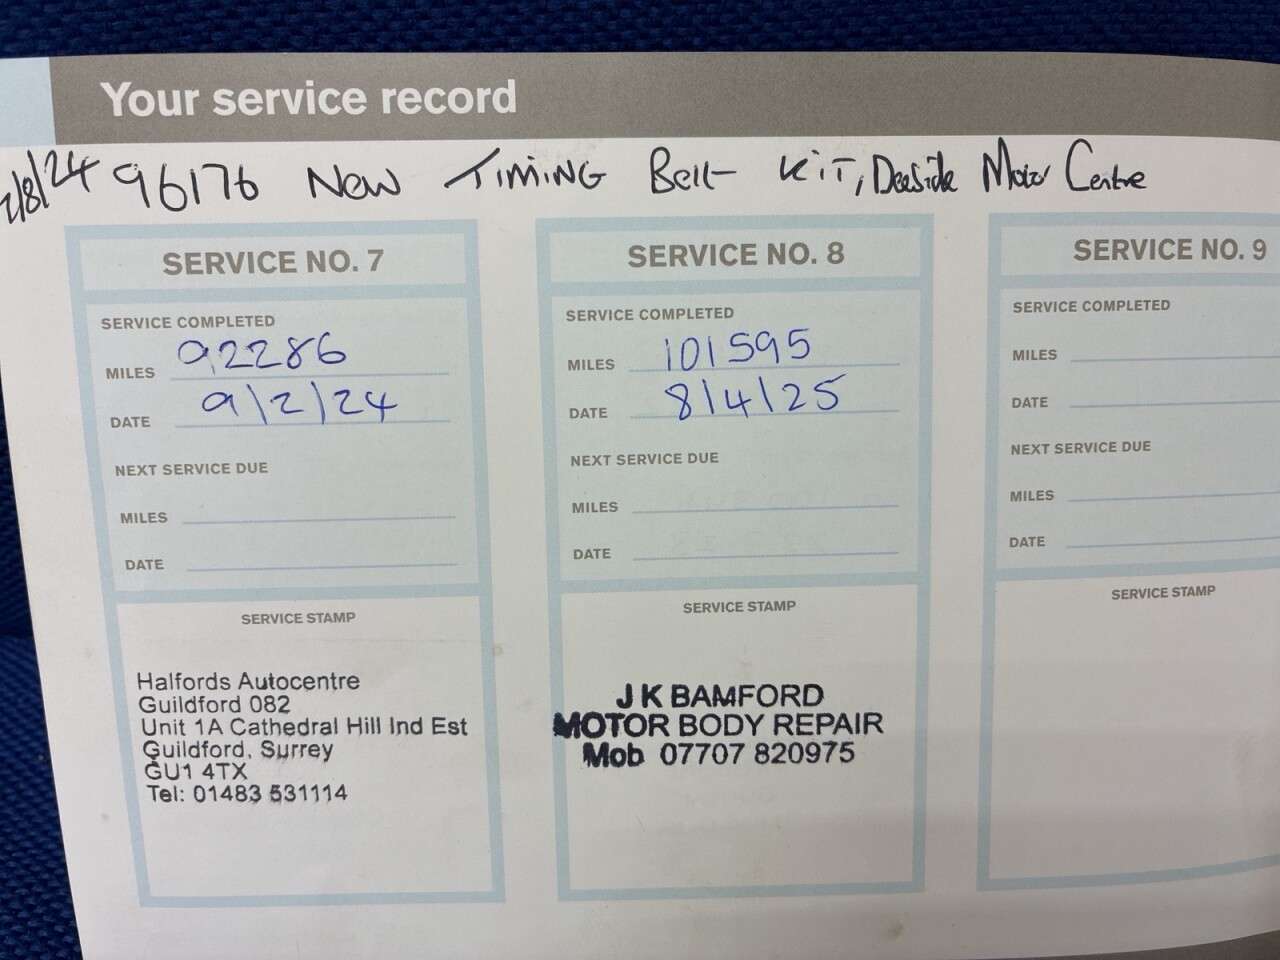 Your service record
/8/24 96176 New Timing Belt Kit, Deeside Motor Centre
SERVICE NO. 7
SERVICE COMPLETED
MILES 92286
DATE 9/2/24
NEXT SERVICE DUE
MILES
DATE
SERVICE STAMP
Halfords Autocentre
Guildford 082
Unit 1A Cathedral Hill Ind Est
Guildford, Surrey
GU1 4TX
Tel: 01483 531114
SERVICE NO. 8
SERVICE COMPLETED
MILES 101595
DATE 8/4/25
NEXT SERVICE DUE
MILES
DATE
SERVICE STAMP
J K BAMFORD
MOTOR BODY REPAIR
Mob 07707 820975
SERVICE NO. 9
SERVICE COMPLETED
MILES
DATE
NEXT SERVICE DUE
MILES
DATE
SERVICE STAMP